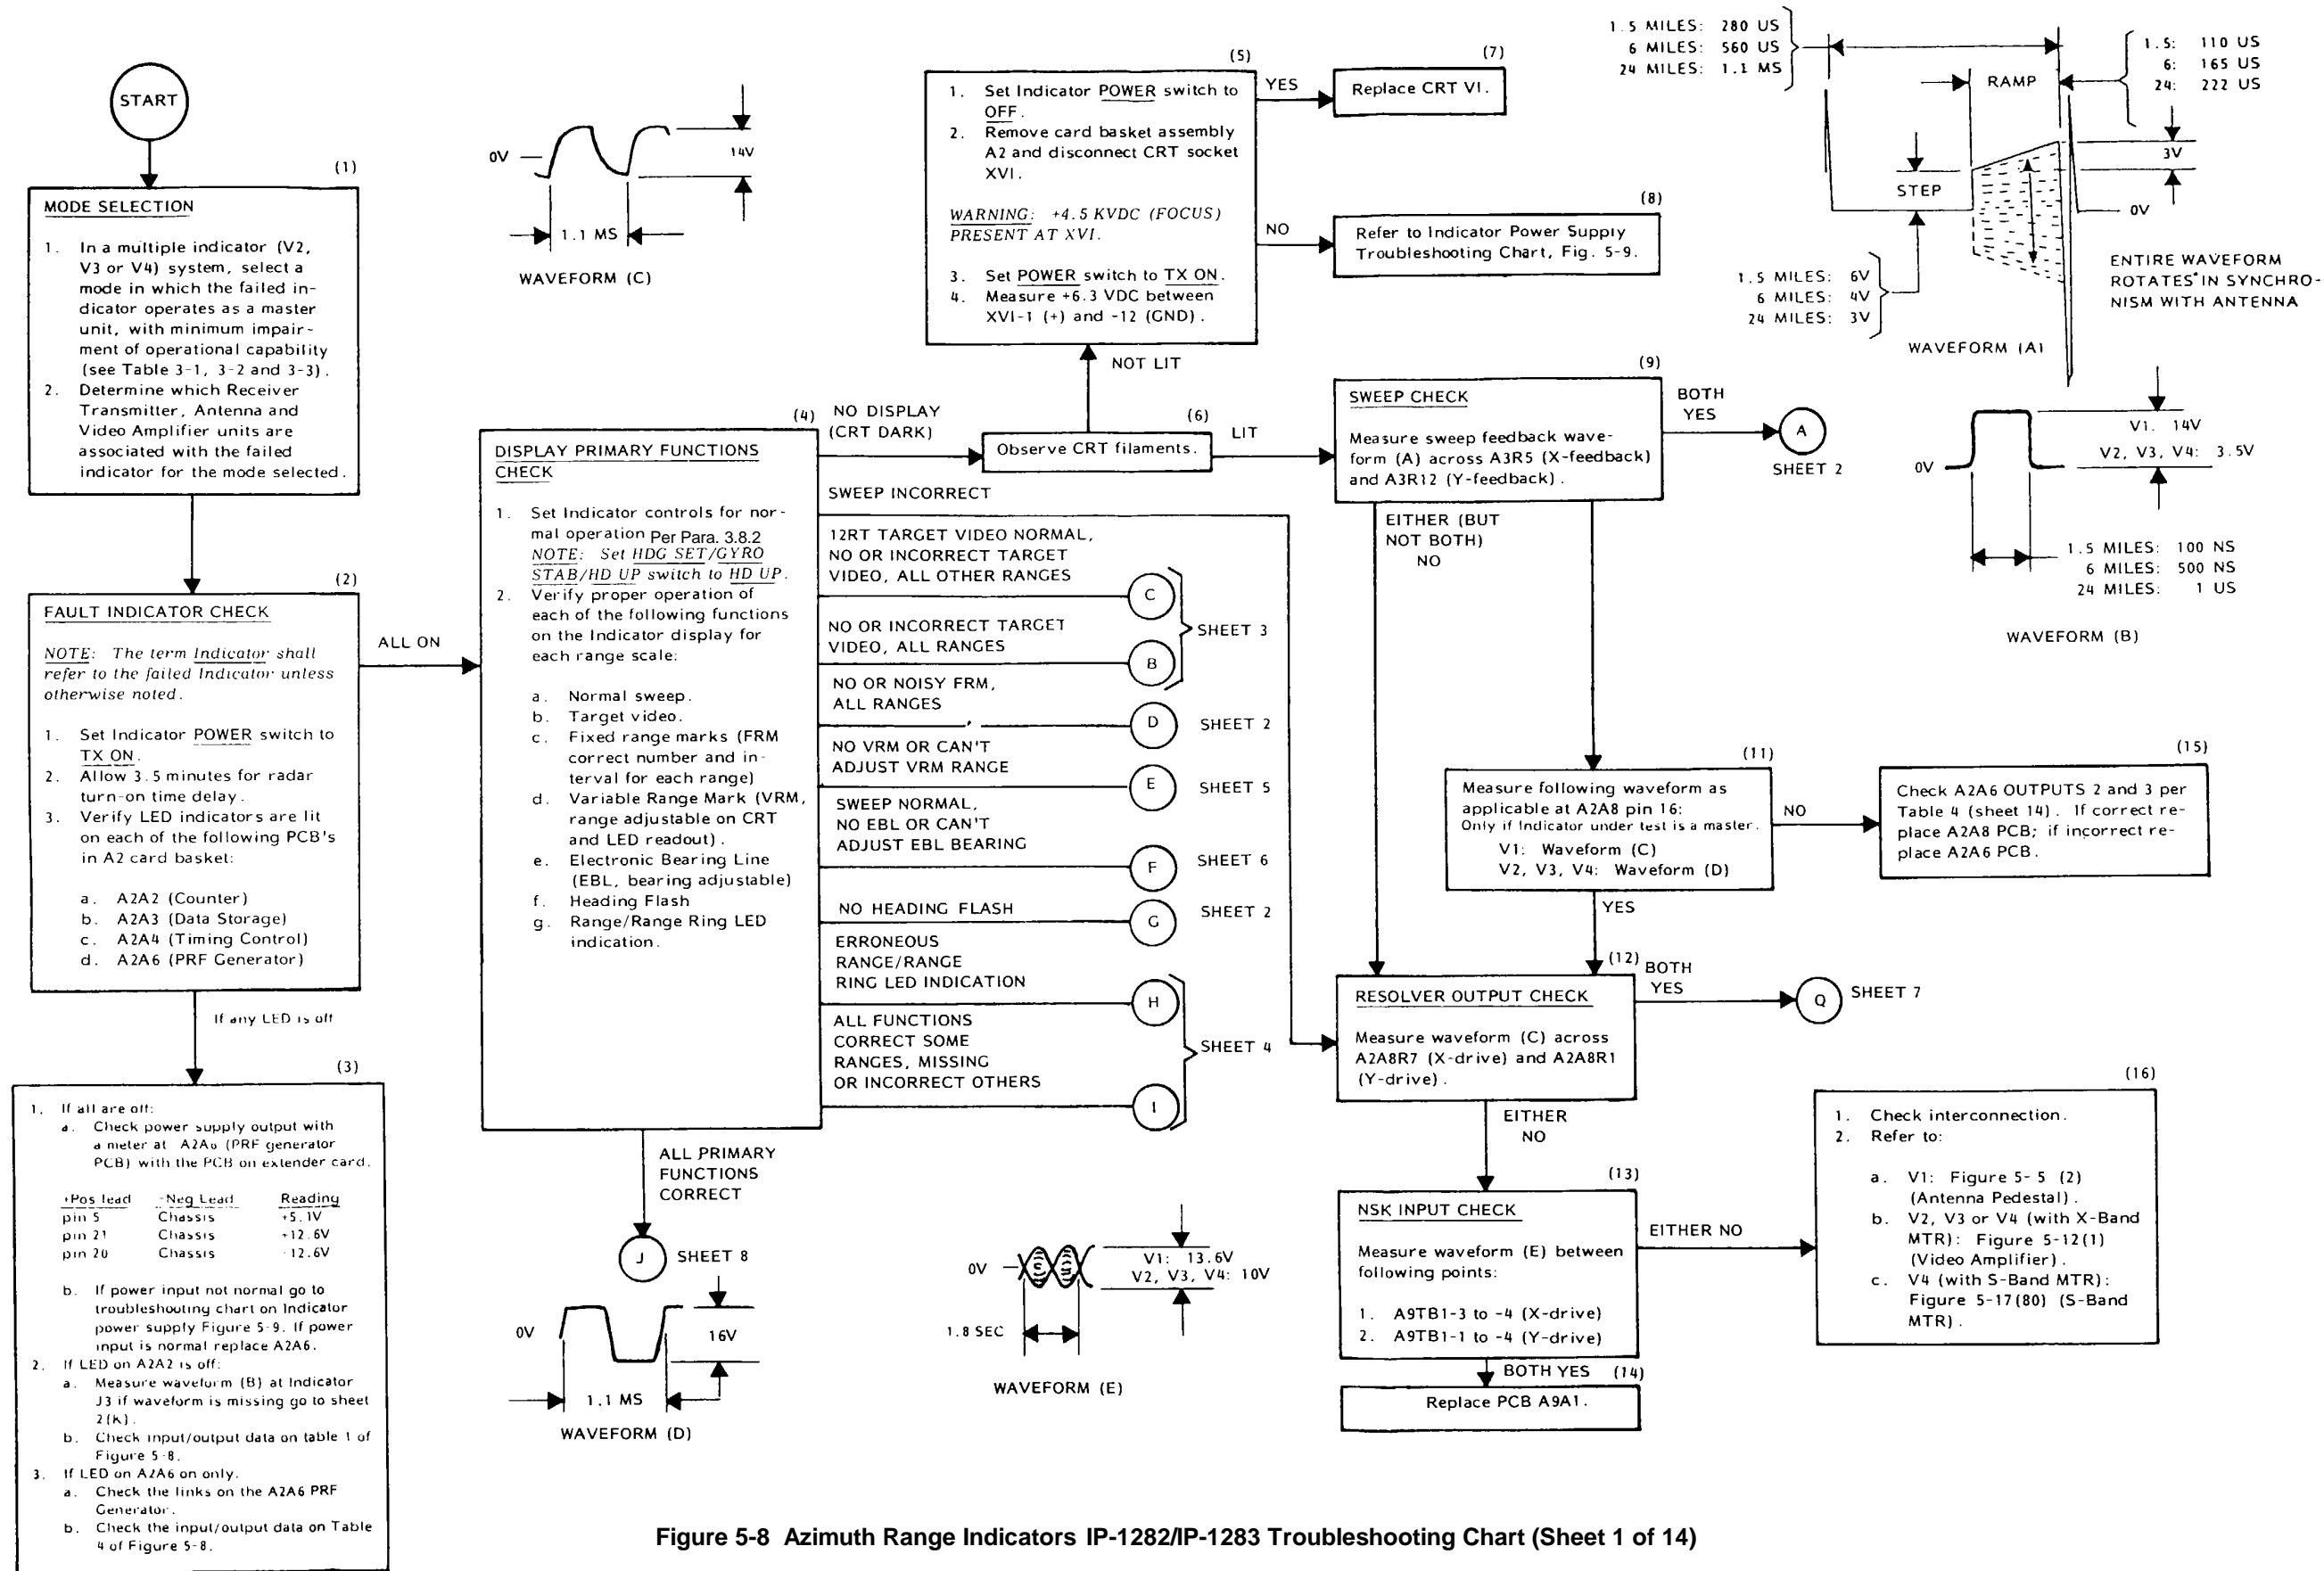 START
(1)
MODE SELECTION
1. In a multiple indicator (V2,
V3 or V4) system, select a
mode in which the failed in-
dicator operates as a master
unit, with minimum impair-
ment of operational capability
(see Table 3-1, 3-2 and 3-3).
2. Determine which Receiver
Transmitter, Antenna and
Video Amplifier units are
associated with the failed
indicator for the mode selected.
(2)
FAULT INDICATOR CHECK
NOTE: The term Indicator shall
refer to the failed Indicator unless
otherwise noted.
1. Set Indicator POWER switch to
TX ON.
2. Allow 3.5 minutes for radar
turn-on time delay.
3. Verify LED indicators are lit
on each of the following PCB's
in A2 card basket:
a. A2A2 (Counter)
b. A2A3 (Data Storage)
c. A2A4 (Timing Control)
d. A2A6 (PRF Generator)
ALL ON
If any LED is off
(3)
1. If all are off:
a. Check power supply output with
a meter at A2A6 (PRF generator
PCB) with the PCB on extender card.
+Pos lead -Neg Lead Reading
pin 5 Chassis +5.1V
pin 21 Chassis +12.6V
pin 20 Chassis -12.6V
b. If power input not normal go to
troubleshooting chart on Indicator
power supply Figure 5-9. If power
input is normal replace A2A6.
2. If LED on A2A2 is off:
a. Measure waveform (B) at Indicator
J3 if waveform is missing go to sheet
2(K).
b. Check input/output data on table 1 of
Figure 5-8.
3. If LED on A2A6 on only.
a. Check the links on the A2A6 PRF
Generator.
b. Check the input/output data on Table
4 of Figure 5-8.
0V
14V
1.1 MS
WAVEFORM (C)
(4)
DISPLAY PRIMARY FUNCTIONS
CHECK
1. Set Indicator controls for nor-
mal operation Per Para. 3.8.2
NOTE: Set HDG SET/GYRO
STAB/HD UP switch to HD UP.
2. Verify proper operation of
each of the following functions
on the Indicator display for
each range scale:
a. Normal sweep.
b. Target video.
c. Fixed range marks (FRM
correct number and in-
terval for each range)
d. Variable Range Mark (VRM,
range adjustable on CRT
and LED readout).
e. Electronic Bearing Line
(EBL, bearing adjustable)
f. Heading Flash
g. Range/Range Ring LED
indication.
NO DISPLAY
(CRT DARK)
SWEEP INCORRECT
12RT TARGET VIDEO NORMAL,
NO OR INCORRECT TARGET
VIDEO, ALL OTHER RANGES
C
NO OR INCORRECT TARGET
VIDEO, ALL RANGES
B
SHEET 3
NO OR NOISY FRM,
ALL RANGES
D SHEET 2
NO VRM OR CAN'T
ADJUST VRM RANGE
E SHEET 5
SWEEP NORMAL,
NO EBL OR CAN'T
ADJUST EBL BEARING
F SHEET 6
NO HEADING FLASH
G SHEET 2
ERRONEOUS
RANGE/RANGE
RING LED INDICATION
H
ALL FUNCTIONS
CORRECT SOME
RANGES, MISSING
OR INCORRECT OTHERS
I
SHEET 4
ALL PRIMARY
FUNCTIONS
CORRECT
J SHEET 8
0V
16V
1.1 MS
WAVEFORM (D)
(5)
1. Set Indicator POWER switch to
OFF.
2. Remove card basket assembly
A2 and disconnect CRT socket
XVI.
WARNING: +4.5 KVDC (FOCUS)
PRESENT AT XVI.
3. Set POWER switch to TX ON.
4. Measure +6.3 VDC between
XVI-1 (+) and -12 (GND).
YES
(7)
Replace CRT VI.
NO
(8)
Refer to Indicator Power Supply
Troubleshooting Chart, Fig. 5-9.
NOT LIT
(6)
Observe CRT filaments.
LIT
(9)
SWEEP CHECK
Measure sweep feedback wave-
form (A) across A3R5 (X-feedback)
and A3R12 (Y-feedback).
BOTH
YES
A
SHEET 2
EITHER (BUT
NOT BOTH)
NO
(11)
Measure following waveform as
applicable at A2A8 pin 16:
Only if Indicator under test is a master.
V1: Waveform (C)
V2, V3, V4: Waveform (D)
NO
(15)
Check A2A6 OUTPUTS 2 and 3 per
Table 4 (sheet 14). If correct re-
place A2A8 PCB; if incorrect re-
place A2A6 PCB.
YES
(12)
RESOLVER OUTPUT CHECK
Measure waveform (C) across
A2A8R7 (X-drive) and A2A8R1
(Y-drive).
BOTH
YES
Q SHEET 7
EITHER
NO
(13)
NSK INPUT CHECK
Measure waveform (E) between
following points:
1. A9TB1-3 to -4 (X-drive)
2. A9TB1-1 to -4 (Y-drive)
EITHER NO
(16)
1. Check interconnection.
2. Refer to:
a. V1: Figure 5- 5 (2)
(Antenna Pedestal).
b. V2, V3 or V4 (with X-Band
MTR): Figure 5-12(1)
(Video Amplifier).
c. V4 (with S-Band MTR):
Figure 5-17(80) (S-Band
MTR).
BOTH YES (14)
Replace PCB A9A1.
0V
V1: 13.6V
V2, V3, V4: 10V
1.8 SEC
WAVEFORM (E)
1.5 MILES: 280 US
6 MILES: 560 US
24 MILES: 1.1 MS
1.5: 110 US
6: 165 US
24: 222 US
RAMP
3V
STEP
0V
1.5 MILES: 6V
6 MILES: 4V
24 MILES: 3V
ENTIRE WAVEFORM
ROTATES IN SYNCHRO-
NISM WITH ANTENNA
WAVEFORM (A)
V1. 14V
V2, V3, V4: 3.5V
0V
1.5 MILES: 100 NS
6 MILES: 500 NS
24 MILES: 1 US
WAVEFORM (B)
Figure 5-8 Azimuth Range Indicators IP-1282/IP-1283 Troubleshooting Chart (Sheet 1 of 14)